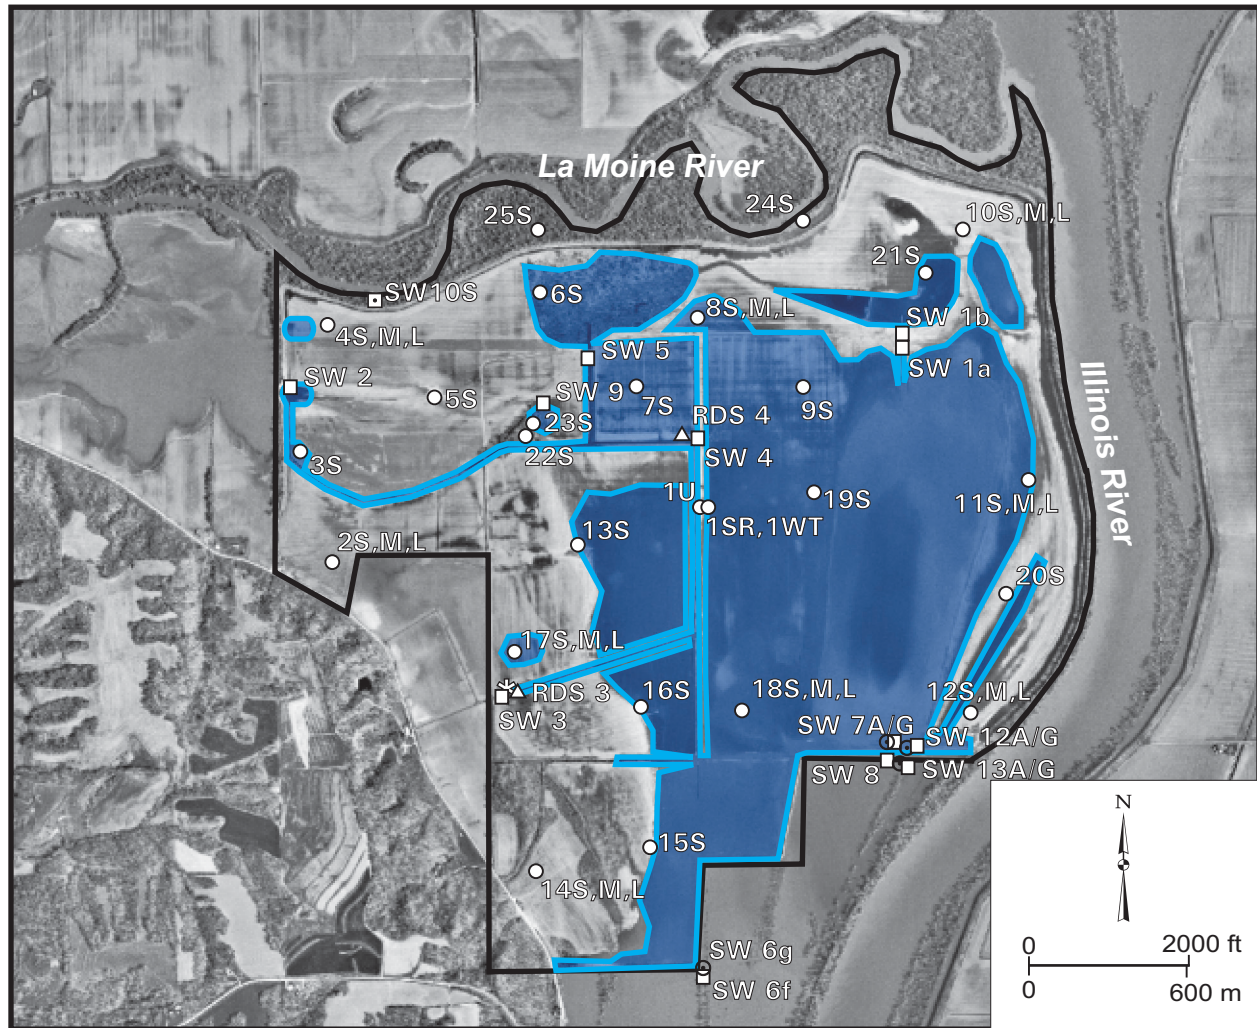 La Moine River
25S
24S
10S,M,L
21S
SW10S
6S
8S,M,L
4S,M,L
SW 1b
SW 5
SW 1a
SW 2
SW 9
7S
9S
5S
23S
RDS 4
22S
SW 4
3S
Illinois River
1U
19S
11S,M,L
1SR,1WT
13S
2S,M,L
20S
17S,M,L
RDS 3
16S
18S,M,L
12S,M,L
SW 3
SW 7A/G
SW 12A/G
SW 8
SW 13A/G
N
15S
14S,M,L
SW 6g
0 2000 ft
SW 6f
0 600 m